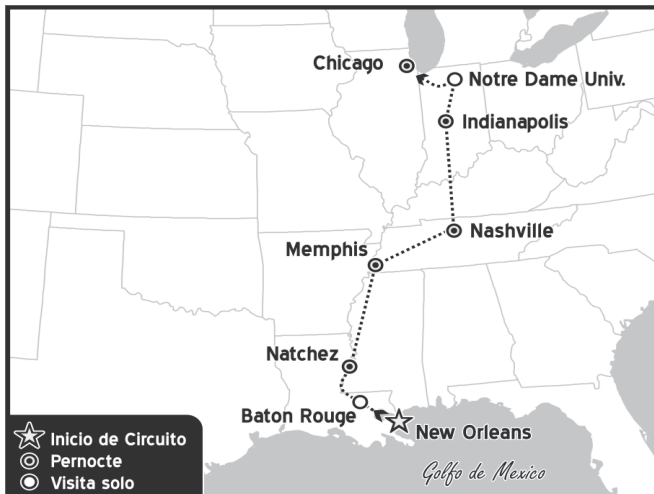 Chicago
Notre Dame Univ.
Indianapolis
Nashville
Memphis
Natchez
Baton Rouge
New Orleans
Golfo de Mexico
Inicio de Circuito
Pernocte
Visita solo